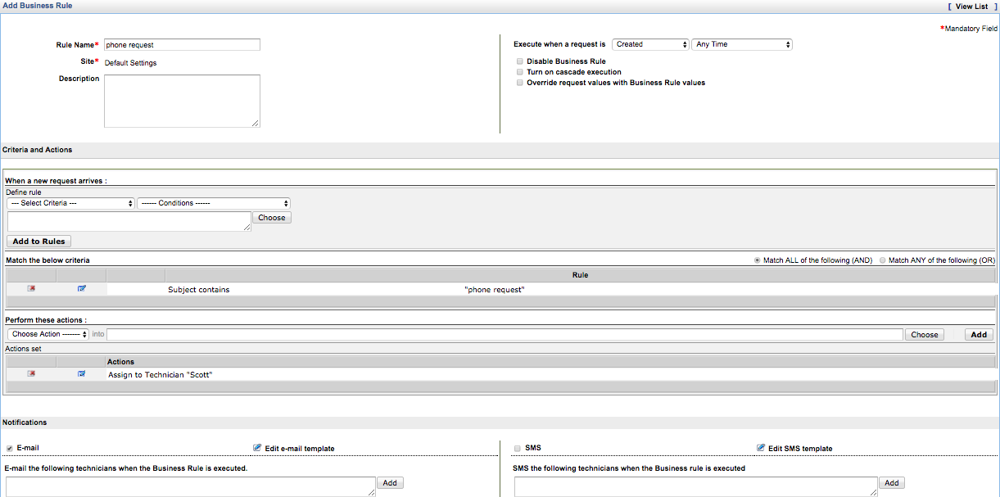 Add Business Rule
[ View List ]
*Mandatory Field
Rule Name* phone request
Site* Default Settings
Description
Execute when a request is Created Any Time
Disable Business Rule
Turn on cascade execution
Override request values with Business Rule values
Criteria and Actions
When a new request arrives :
Define rule
--- Select Criteria --- ------ Conditions ------
Choose
Add to Rules
Match the below criteria Match ALL of the following (AND) Match ANY of the following (OR)
Rule
Subject contains "phone request"
Perform these actions :
Choose Action ------- into Choose Add
Actions set
Actions
Assign to Technician "Scott"
Notifications
E-mail Edit e-mail template
SMS Edit SMS template
E-mail the following technicians when the Business Rule is executed.
Add
SMS the following technicians when the Business rule is executed
Add